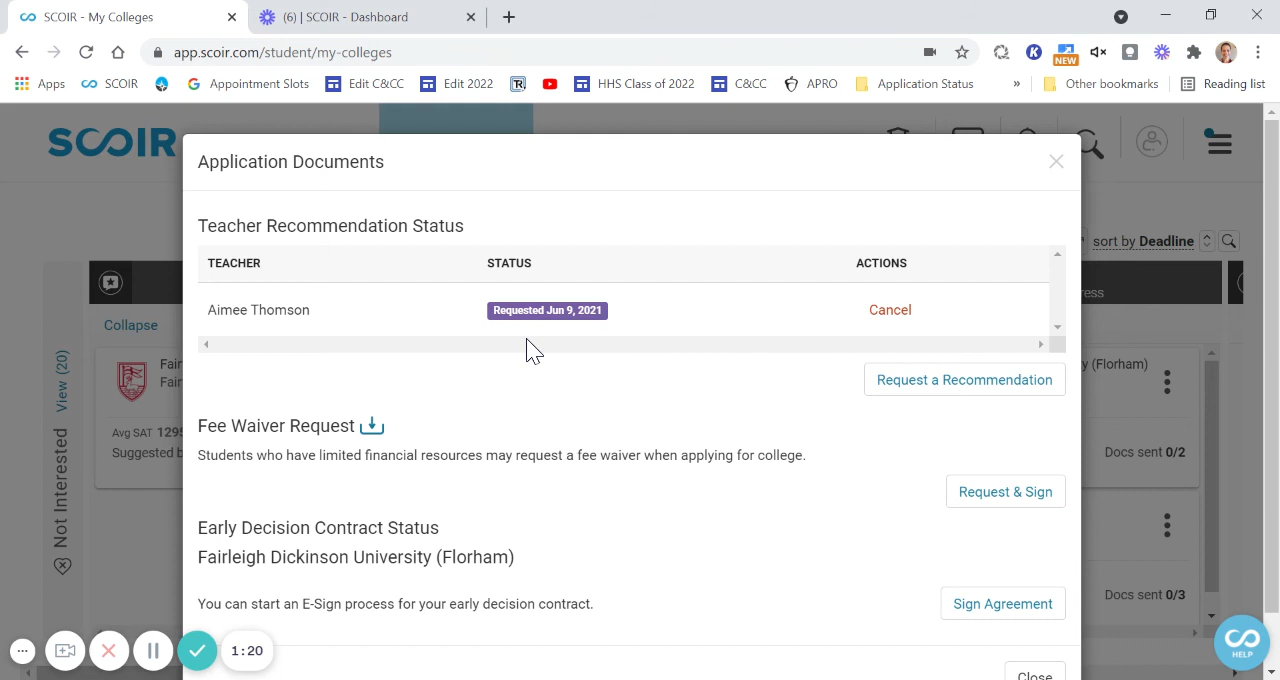 SCOIR - My Colleges
(6) | SCOIR - Dashboard
app.scoir.com/student/my-colleges
NEW
Apps SCOIR Appointment Slots Edit C&CC Edit 2022 HHS Class of 2022 C&CC APRO Application Status » Other bookmarks Reading list
SCOIR
Application Documents
Teacher Recommendation Status
sort by Deadline
TEACHER STATUS ACTIONS
ress
Aimee Thomson Requested Jun 9, 2021 Cancel
Collapse
Fair
Fair
y (Florham)
View (20)
Not Interested
Request a Recommendation
Fee Waiver Request
Avg SAT 1295
Suggested b
Students who have limited financial resources may request a fee waiver when applying for college.
Docs sent 0/2
Request & Sign
Early Decision Contract Status
Fairleigh Dickinson University (Florham)
You can start an E-Sign process for your early decision contract.
Sign Agreement
Docs sent 0/3
1:20
HELP
Close